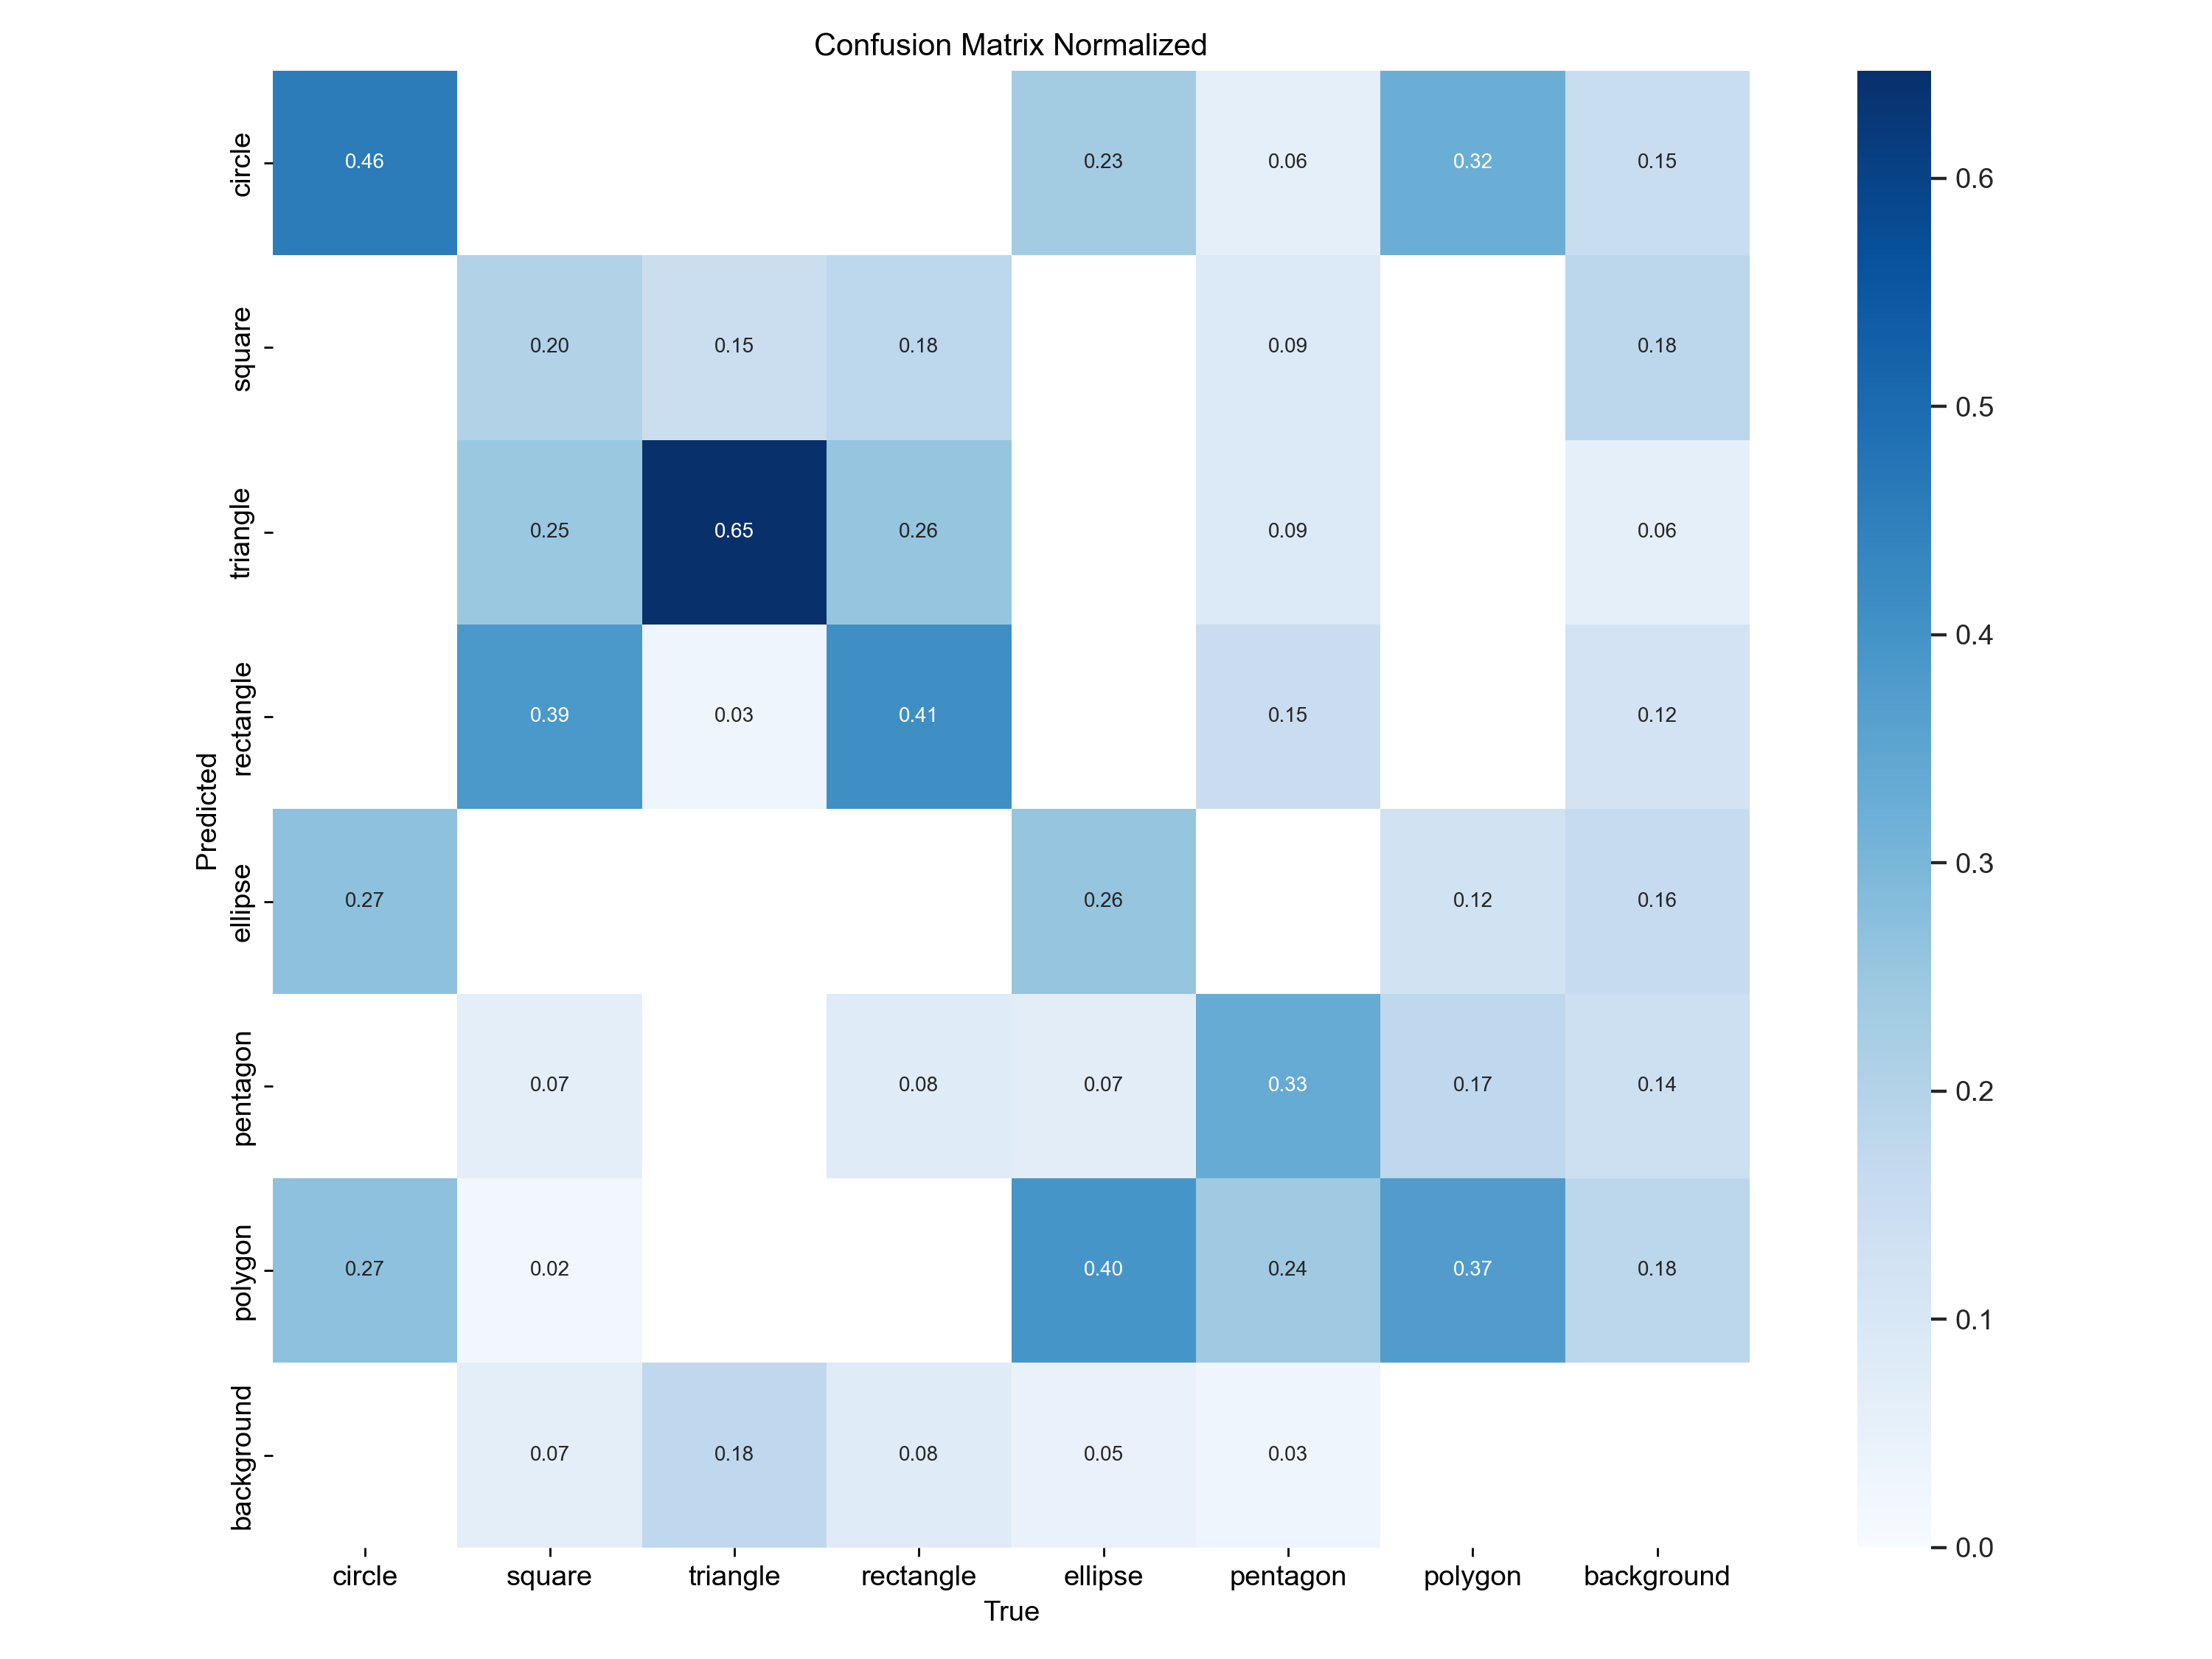 Confusion Matrix Normalized
circle 0.46 0.23 0.06 0.32 0.15
square 0.20 0.15 0.18 0.09 0.18
triangle 0.25 0.65 0.26 0.09 0.06
rectangle 0.39 0.03 0.41 0.15 0.12
ellipse 0.27 0.26 0.12 0.16
pentagon 0.07 0.08 0.07 0.33 0.17 0.14
polygon 0.27 0.02 0.40 0.24 0.37 0.18
background 0.07 0.18 0.08 0.05 0.03
Predicted
circle square triangle rectangle ellipse pentagon polygon background
True
0.6
0.5
0.4
0.3
0.2
0.1
0.0